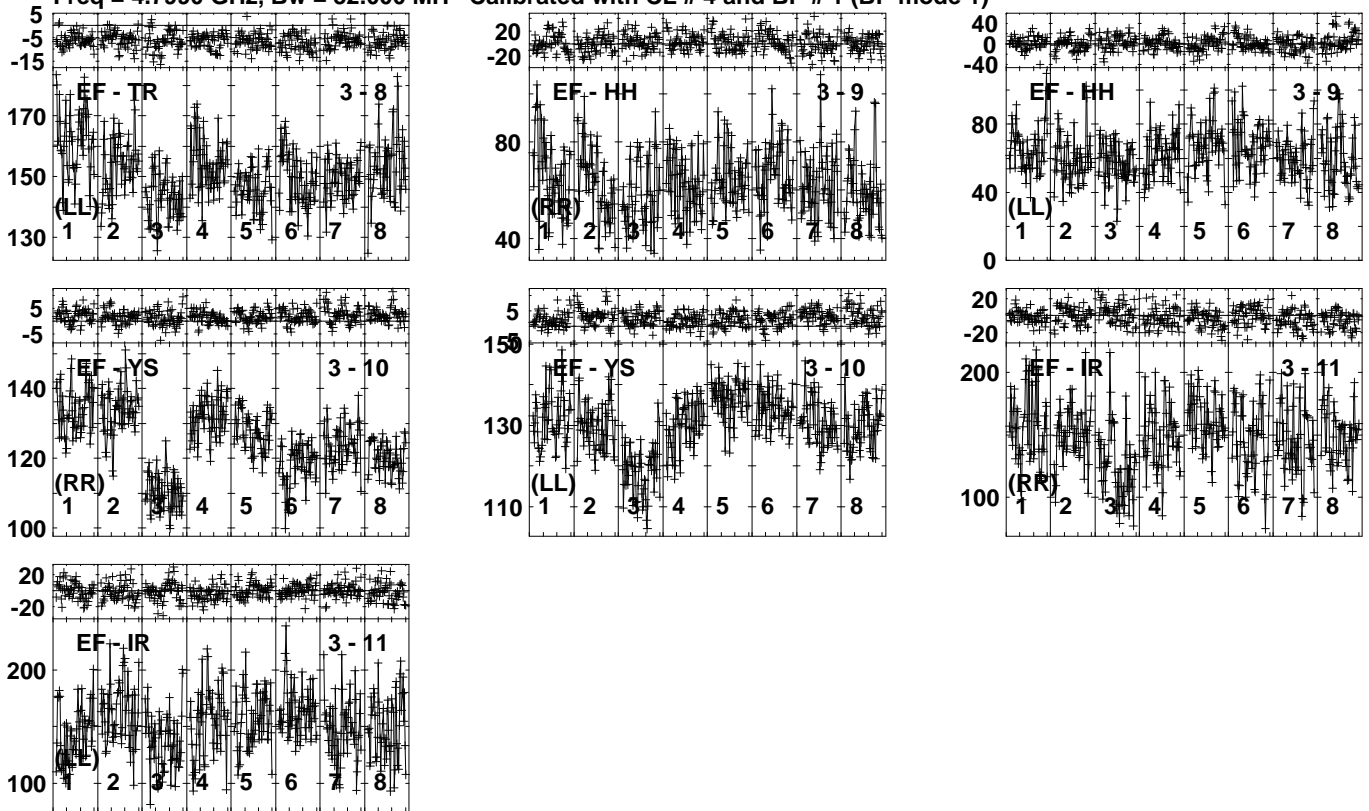 Freq = GHz, Bw = MH Calibrated with CL # 4 and BP # 1 (BP mode 1)
5
-5
-15
EF - TR 3 - 8
170
150
130
(LL)
1 2 3 4 5 6 7 8
20
-20
EF - HH 3 - 9
80
40
(RR)
1 2 3 4 5 6 7 8
40
0
-40
EF - HH 3 - 9
80
40
0
(LL)
1 2 3 4 5 6 7 8
5
-5
EF - YS 3 - 10
140
120
100
(RR)
1 2 3 4 5 6 7 8
5
-5
150
EF - YS 3 - 10
130
110
(LL)
1 2 3 4 5 6 7 8
20
-20
EF - IR 3 - 11
200
100
(RR)
1 2 3 4 5 6 7 8
20
-20
EF - IR 3 - 11
200
100
(LL)
1 2 3 4 5 6 7 8